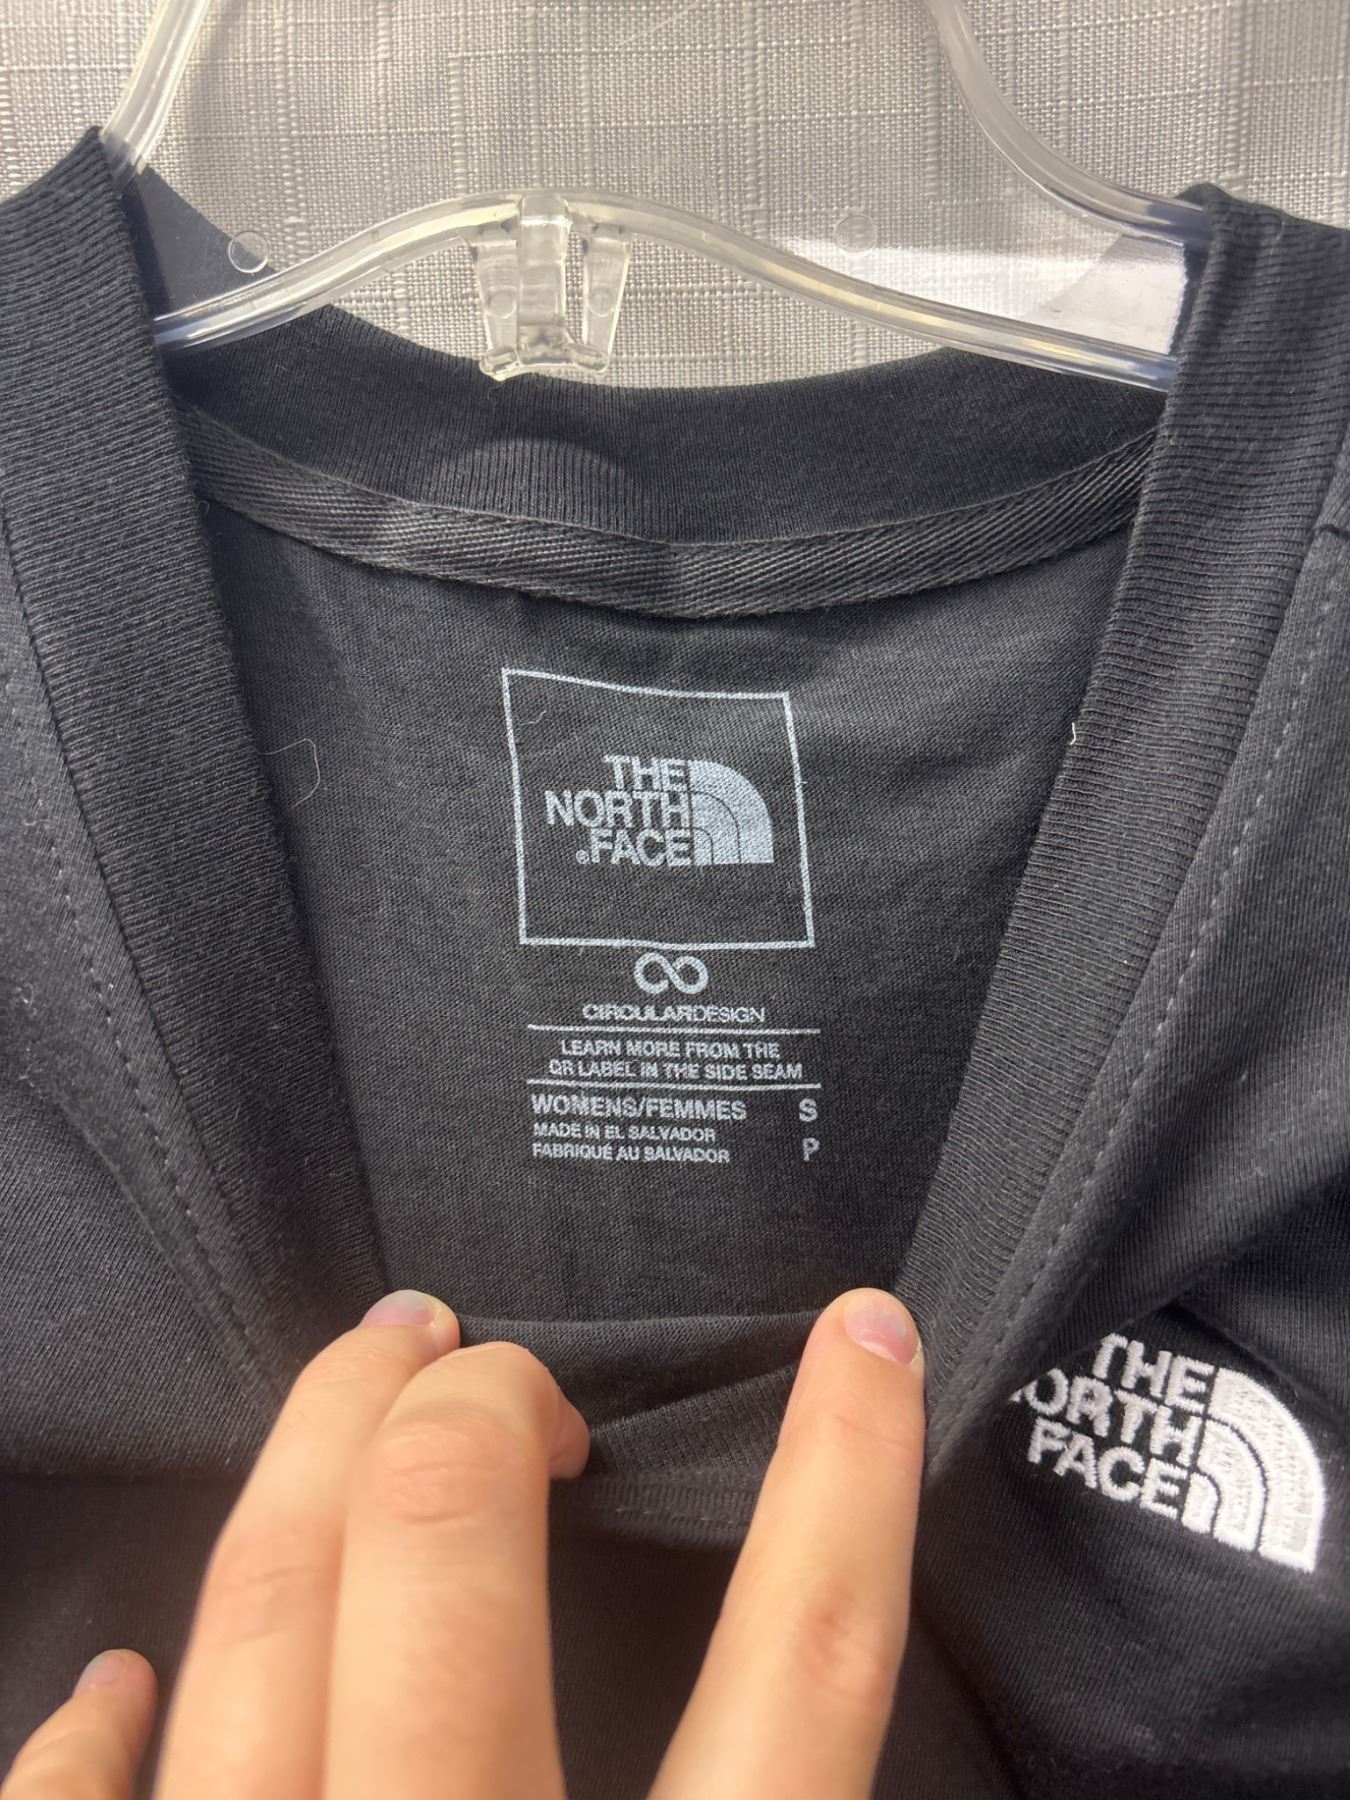 THE
NORTH
®FACE
CIRCULARDESIGN
LEARN MORE FROM THE
QR LABEL IN THE SIDE SEAM
WOMENS/FEMMES S
MADE IN EL SALVADOR
FABRIQUÉ AU SALVADOR P
THE
NORTH
FACE